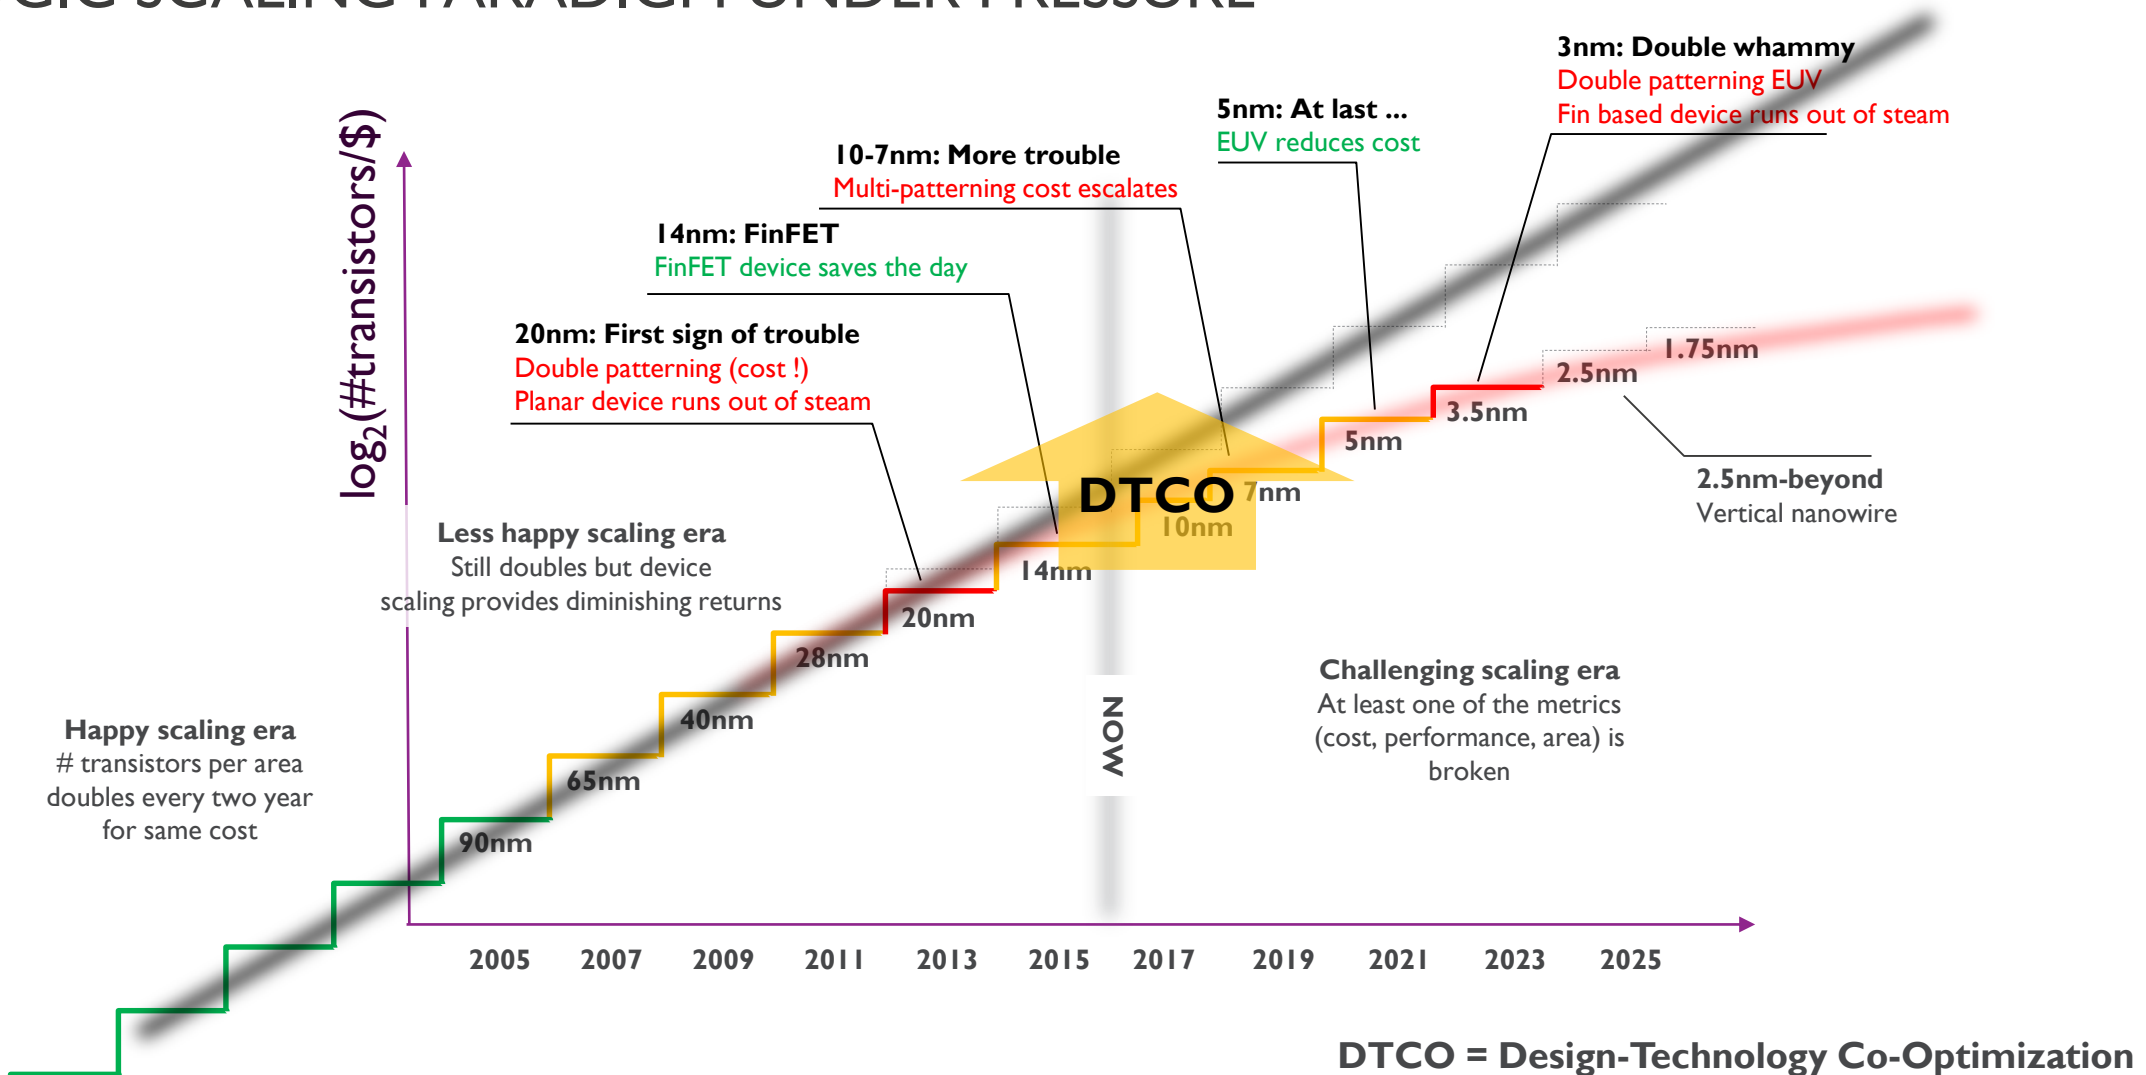 SCALING PARADIGM UNDER PRESSURE
3nm: Double whammy
Double patterning EUV
Fin based device runs out of steam
5nm: At last ...
EUV reduces cost
10-7nm: More trouble
Multi-patterning cost escalates
14nm: FinFET
FinFET device saves the day
20nm: First sign of trouble
Double patterning (cost !)
Planar device runs out of steam
log2(#transistors/$)
1.75nm
2.5nm
3.5nm
5nm
7nm
DTCO
10nm
14nm
20nm
28nm
40nm
65nm
90nm
2.5nm-beyond
Vertical nanowire
Less happy scaling era
Still doubles but device
scaling provides diminishing returns
Happy scaling era
# transistors per area
doubles every two year
for same cost
NOW
Challenging scaling era
At least one of the metrics
(cost, performance, area) is
broken
2005 2007 2009 2011 2013 2015 2017 2019 2021 2023 2025
DTCO = Design-Technology Co-Optimization